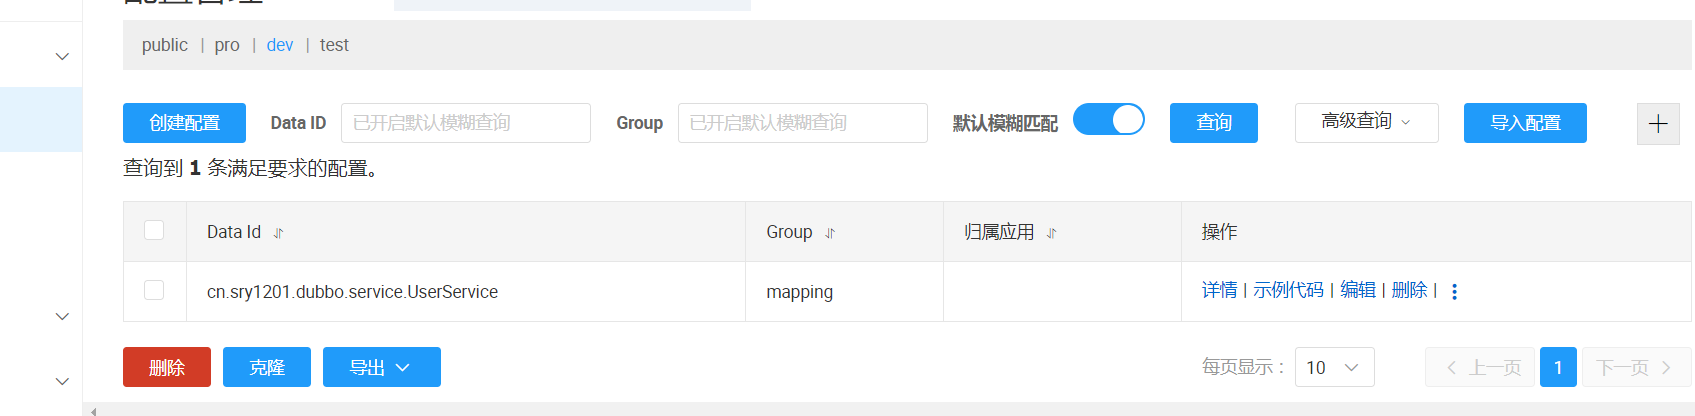 public | pro | dev | test
创建配置 Data ID 已开启默认模糊查询 Group 已开启默认模糊查询 默认模糊匹配 查询 高级查询 导入配置
查询到 1 条满足要求的配置。
Data Id Group 归属应用 操作
cn.sry1201.dubbo.service.UserService mapping 详情 | 示例代码 | 编辑 | 删除 |
删除 克隆 导出 每页显示： 10 上一页 1 下一页